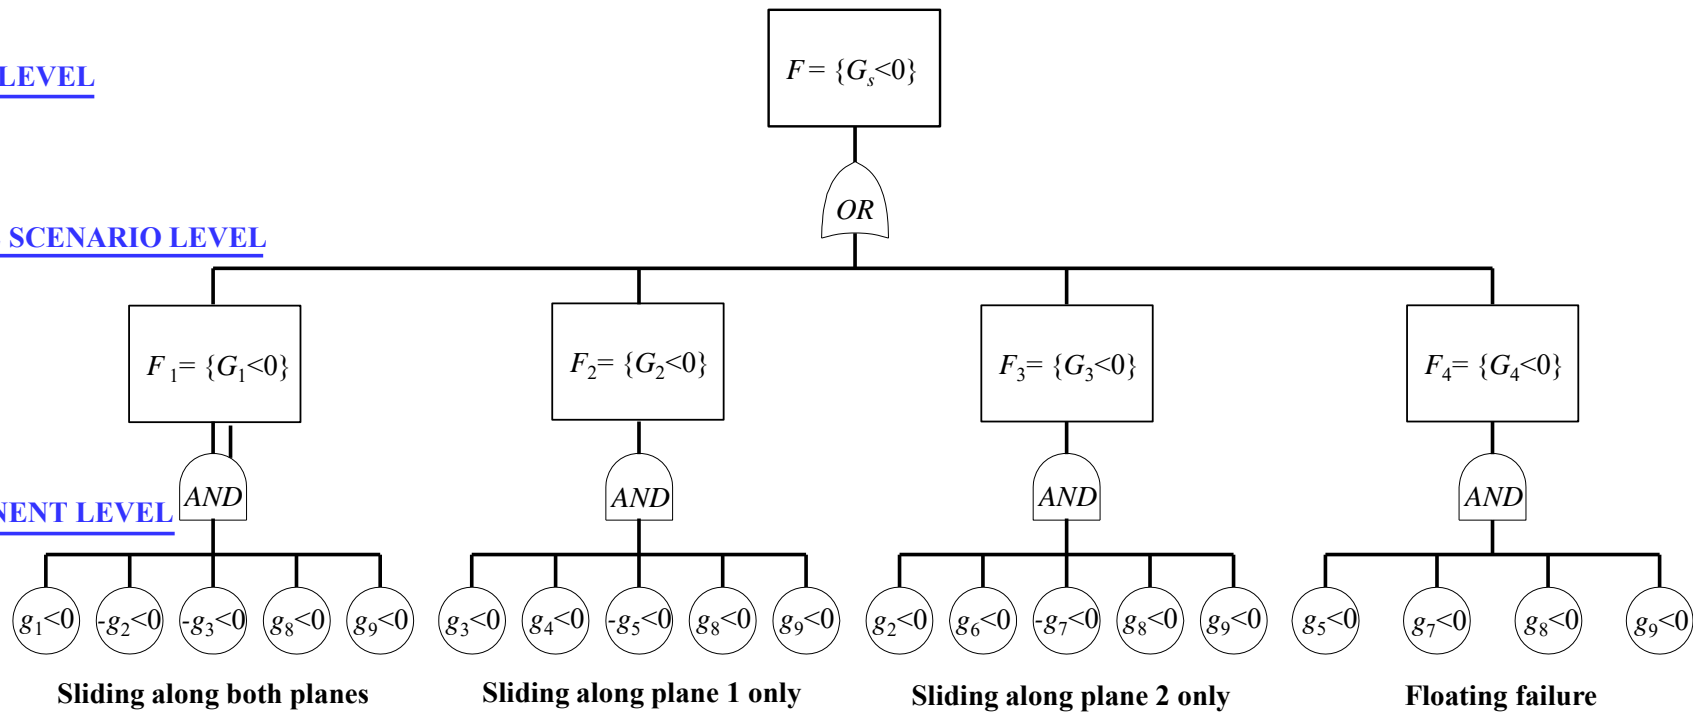 LEVEL
F = {Gₛ<0}
OR
SCENARIO LEVEL
F ₁= {G₁<0}
F₂= {G₂<0}
F₃= {G₃<0}
F₄= {G₄<0}
AND
AND
AND
AND
NENT LEVEL
g₁<0 -g₂<0 -g₃<0 g₈<0 g₉<0
g₃<0 g₄<0 -g₅<0 g₈<0 g₉<0
g₂<0 g₆<0 -g₇<0 g₈<0 g₉<0
g₅<0 g₇<0 g₈<0 g₉<0
Sliding along both planes
Sliding along plane 1 only
Sliding along plane 2 only
Floating failure